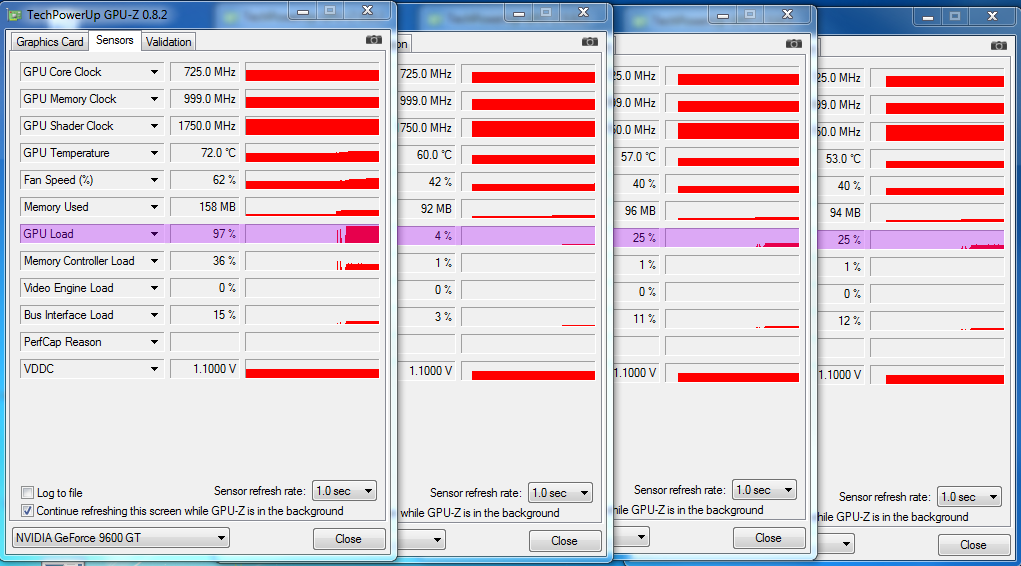 TechPowerUp GPU-Z 0.8.2
Graphics Card Sensors Validation
GPU Core Clock 725.0 MHz
GPU Memory Clock 999.0 MHz
GPU Shader Clock 1750.0 MHz
GPU Temperature 72.0 °C
Fan Speed (%) 62 %
Memory Used 158 MB
GPU Load 97 %
Memory Controller Load 36 %
Video Engine Load 0 %
Bus Interface Load 15 %
PerfCap Reason
VDDC 1.1000 V
Log to file
Sensor refresh rate: 1.0 sec
Continue refreshing this screen while GPU-Z is in the background
NVIDIA GeForce 9600 GT Close
on
725.0 MHz
999.0 MHz
750.0 MHz
60.0 °C
42 %
92 MB
4 %
1 %
0 %
3 %
1.1000 V
Sensor refresh rate: 1.0 sec
while GPU-Z is in the background
Close
25.0 MHz
99.0 MHz
50.0 MHz
57.0 °C
40 %
96 MB
25 %
1 %
0 %
11 %
1.1000 V
Sensor refresh rate: 1.0 sec
hile GPU-Z is in the background
Close
25.0 MHz
99.0 MHz
50.0 MHz
53.0 °C
40 %
94 MB
25 %
1 %
0 %
12 %
1.1000 V
Sensor refresh rate: 1.0 sec
hile GPU-Z is in the background
Close